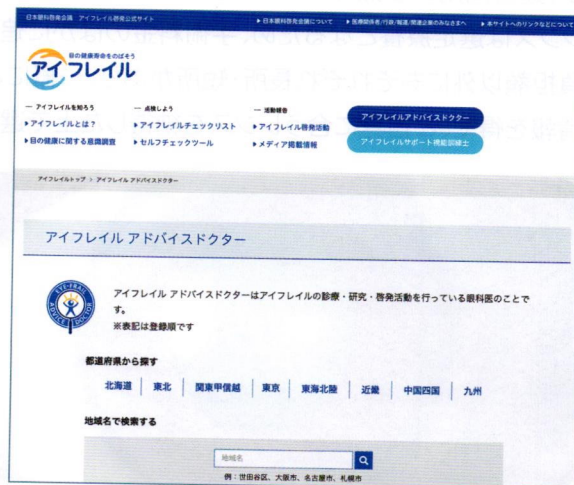 日本眼科啓発会議 アイフレイル啓発公式サイト
▶日本眼科啓発会議について ▶医療関係者/行政/報道/関連企業のみなさまへ ▶本サイトへのリンクなどについて
目の健康寿命をのばそう
アイフレイル
― アイフレイルを知ろう ― 点検しよう ― 活動報告
▶アイフレイルとは? ▶アイフレイルチェックリスト ▶アイフレイル啓発活動
▶目の健康に関する意識調査 ▶セルフチェックツール ▶メディア掲載情報
アイフレイルアドバイスドクター
アイフレイルサポート視能訓練士
アイフレイルトップ > アイフレイル アドバイスドクター
アイフレイル アドバイスドクター
EYE-FRAIL
ADVICE DOCTOR
アイフレイル アドバイスドクターはアイフレイルの診療・研究・啓発活動を行っている眼科医のことで
す。
※表記は登録順です
都道府県から探す
北海道 東北 関東甲信越 東京 東海北陸 近畿 中国四国 九州
地域名で検索する
地域名
例:世田谷区、大阪市、名古屋市、札幌市